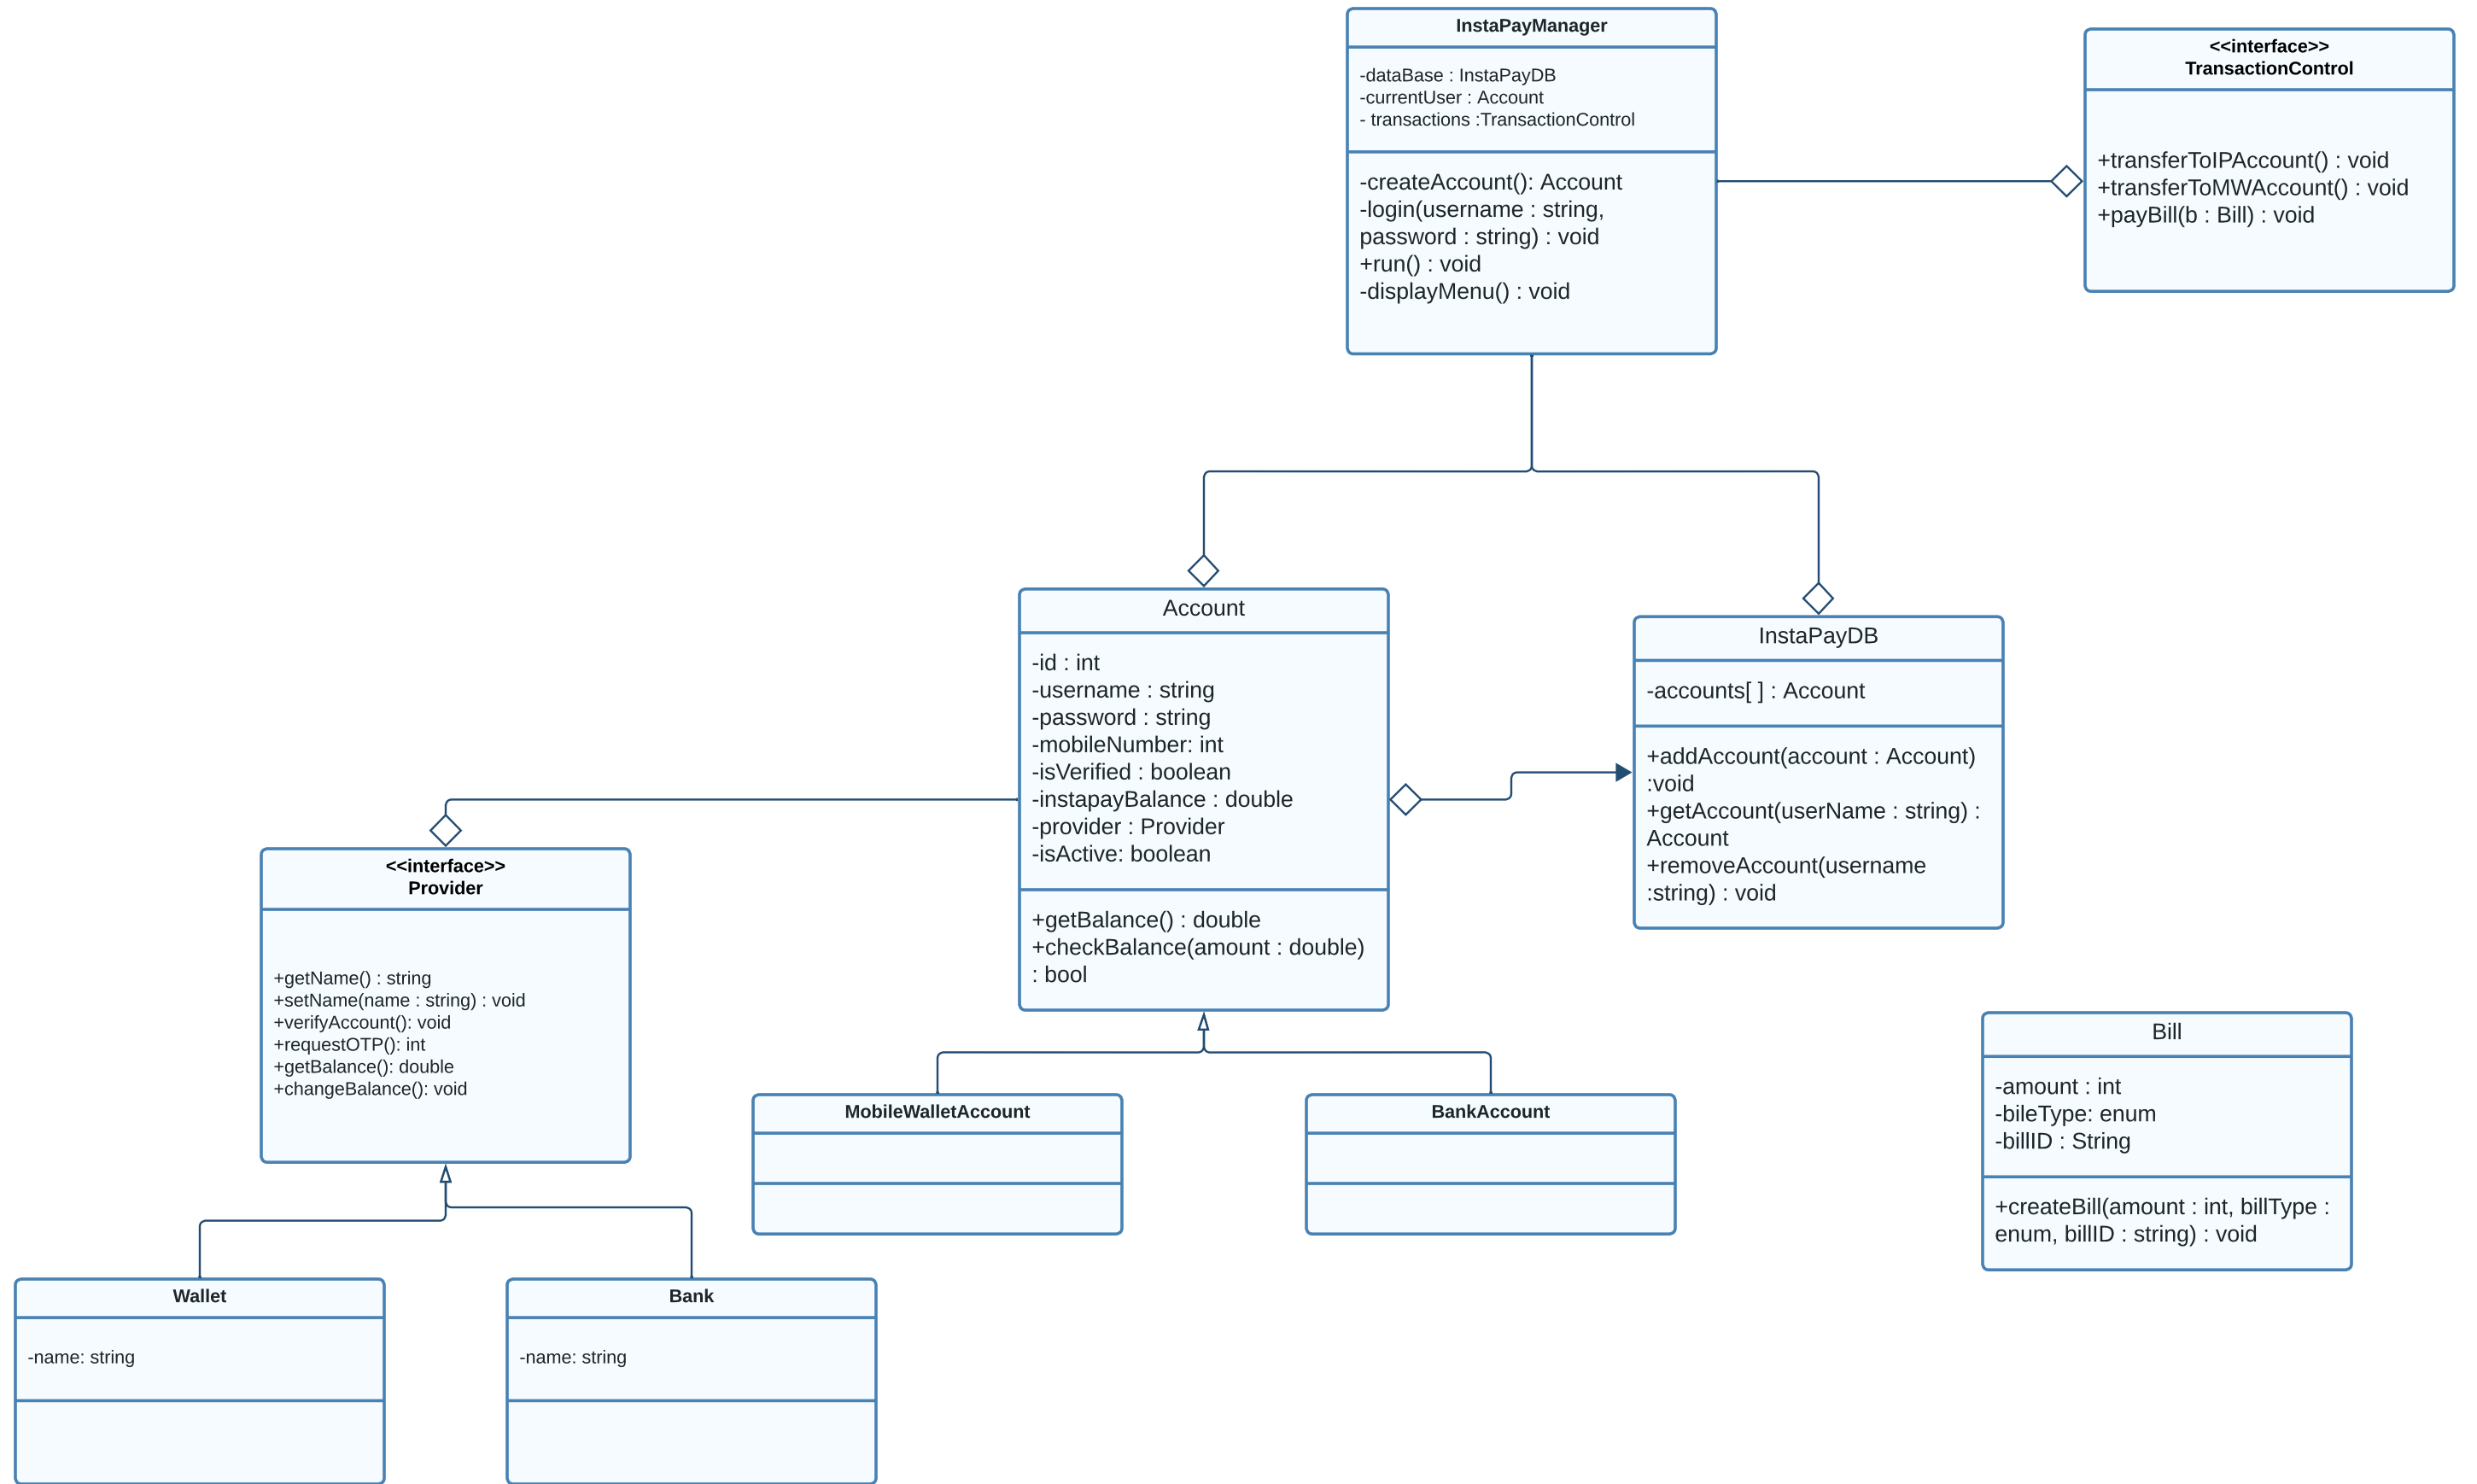 InstaPayManager
-dataBase : InstaPayDB
-currentUser : Account
- transactions :TransactionControl
-createAccount(): Account
-login(username : string,
password : string) : void
+run() : void
-displayMenu() : void
<<interface>>
TransactionControl
+transferToIPAccount() : void
+transferToMWAccount() : void
+payBill(b : Bill) : void
Account
-id : int
-username : string
-password : string
-mobileNumber: int
-isVerified : boolean
-instapayBalance : double
-provider : Provider
-isActive: boolean
+getBalance() : double
+checkBalance(amount : double)
: bool
InstaPayDB
-accounts[ ] : Account
+addAccount(account : Account)
:void
+getAccount(userName : string) :
Account
+removeAccount(username
:string) : void
<<interface>>
Provider
+getName() : string
+setName(name : string) : void
+verifyAccount(): void
+requestOTP(): int
+getBalance(): double
+changeBalance(): void
MobileWalletAccount
BankAccount
Bill
-amount : int
-bileType: enum
-billID : String
+createBill(amount : int, billType :
enum, billID : string) : void
Wallet
-name: string
Bank
-name: string